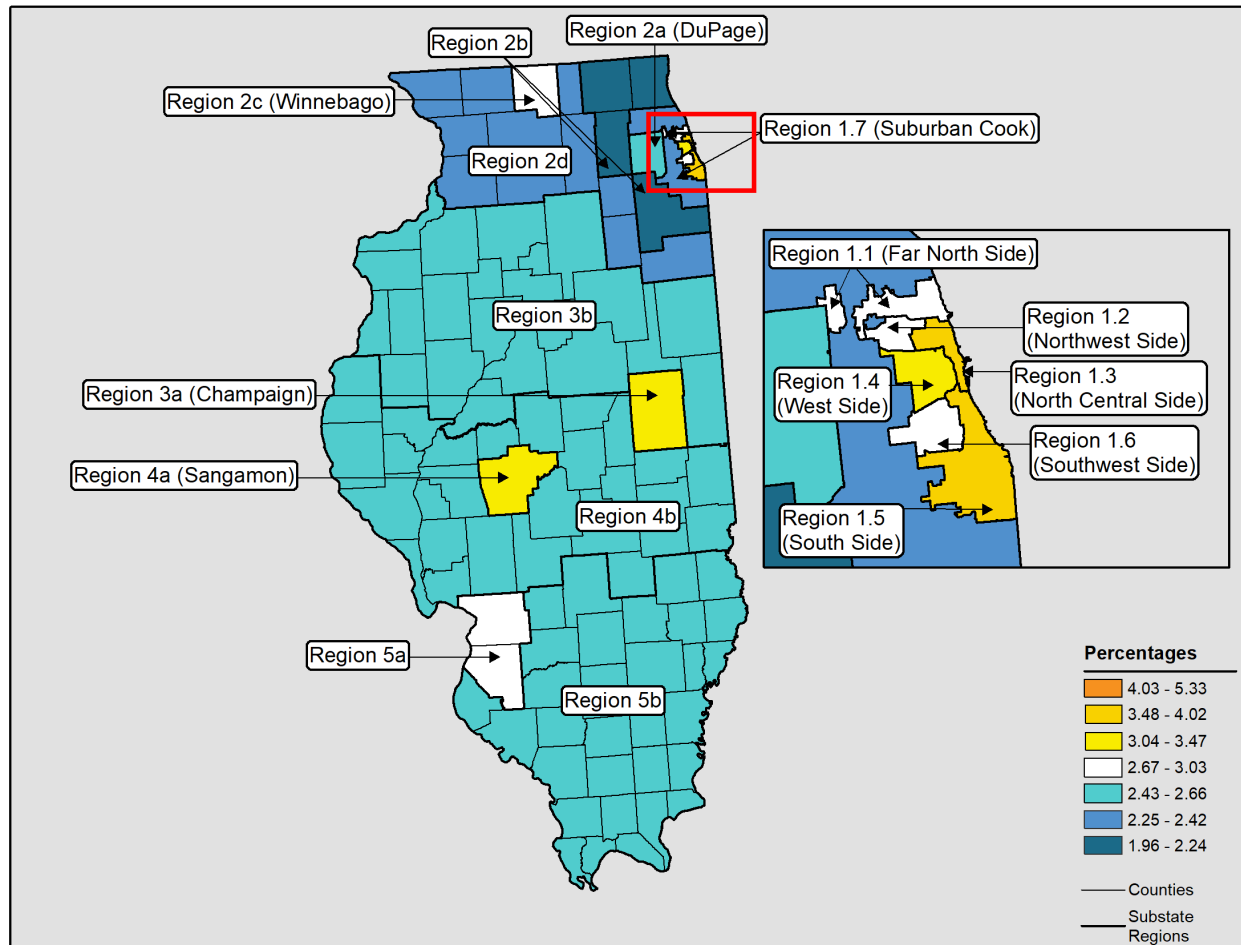 Region 2a (DuPage)
Region 2b
Region 2c (Winnebago)
Region 1.7 (Suburban Cook)
Region 2d
Region 1.1 (Far North Side)
Region 3b
Region 1.2
(Northwest Side)
Region 3a (Champaign)
Region 1.4
(West Side)
Region 1.3
(North Central Side)
Region 1.6
(Southwest Side)
Region 4a (Sangamon)
Region 4b
Region 1.5
(South Side)
Region 5a
Region 5b
Percentages
4.03 - 5.33
3.48 - 4.02
3.04 - 3.47
2.67 - 3.03
2.43 - 2.66
2.25 - 2.42
1.96 - 2.24
Counties
Substate
Regions